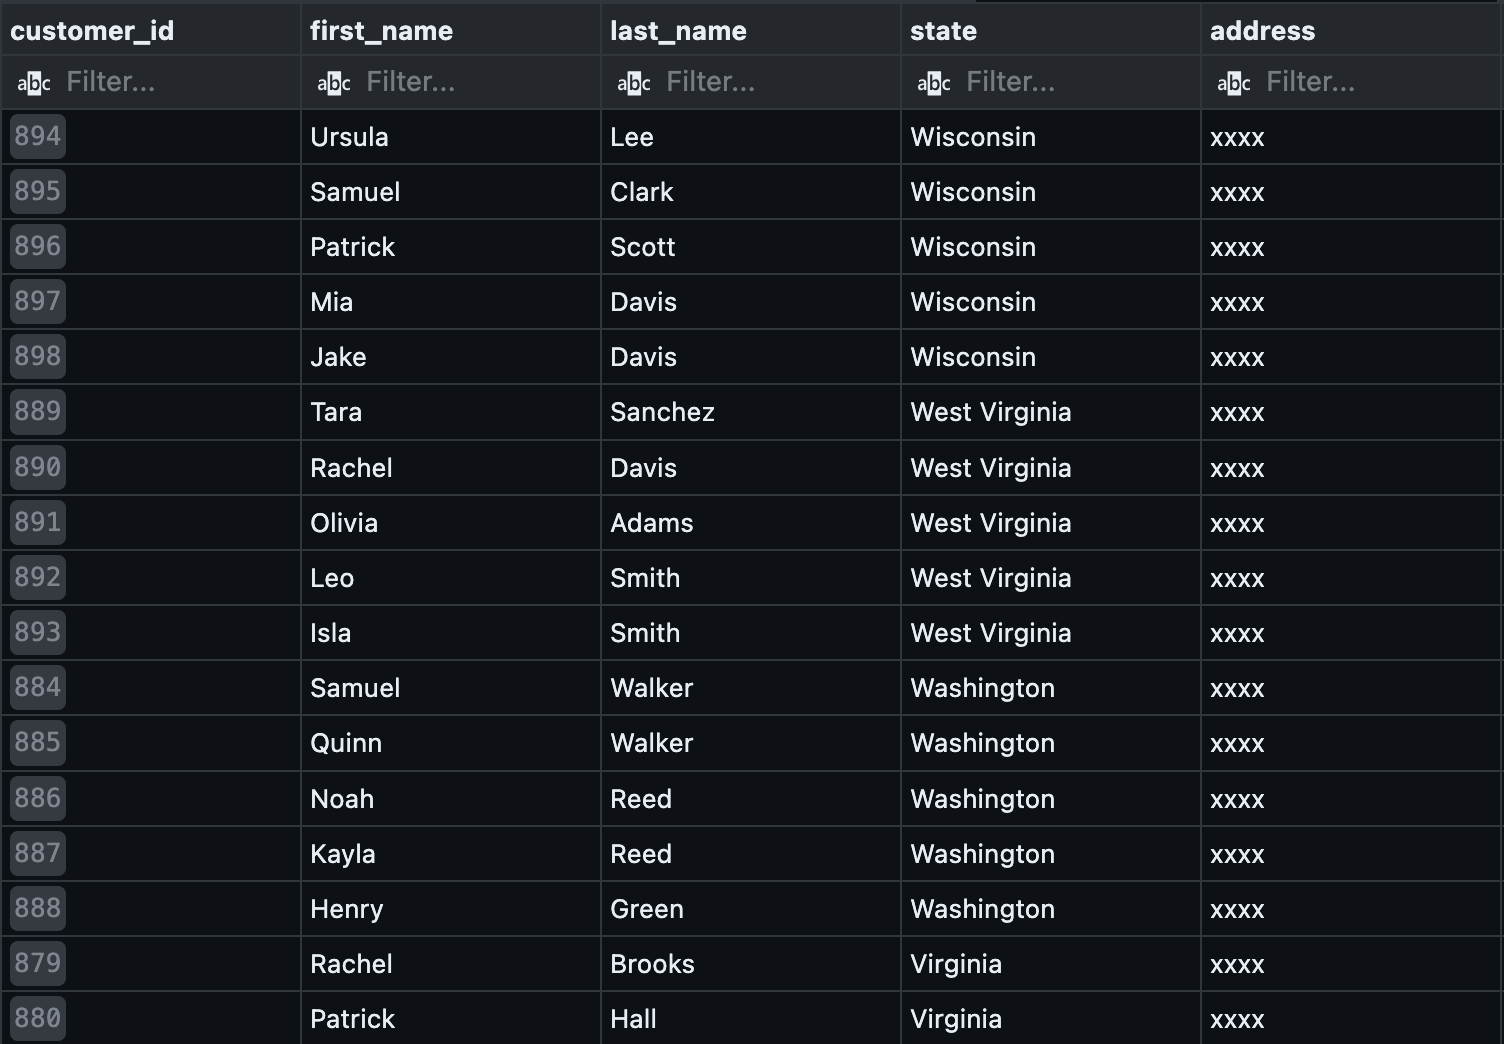 customer_id first_name last_name state address
abc Filter... abc Filter... abc Filter... abc Filter... abc Filter...
894 Ursula Lee Wisconsin xxxx
895 Samuel Clark Wisconsin xxxx
896 Patrick Scott Wisconsin xxxx
897 Mia Davis Wisconsin xxxx
898 Jake Davis Wisconsin xxxx
889 Tara Sanchez West Virginia xxxx
890 Rachel Davis West Virginia xxxx
891 Olivia Adams West Virginia xxxx
892 Leo Smith West Virginia xxxx
893 Isla Smith West Virginia xxxx
884 Samuel Walker Washington xxxx
885 Quinn Walker Washington xxxx
886 Noah Reed Washington xxxx
887 Kayla Reed Washington xxxx
888 Henry Green Washington xxxx
879 Rachel Brooks Virginia xxxx
880 Patrick Hall Virginia xxxx